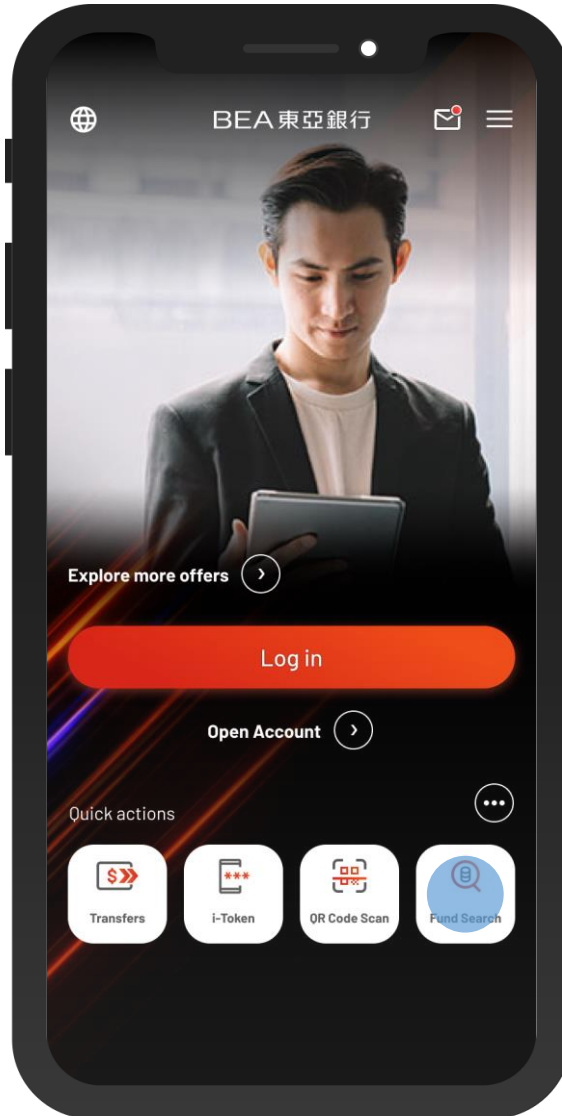 BEA東亞銀行
Explore more offers
Log in
Open Account
Quick actions
Transfers
i-Token
QR Code Scan
Fund Search